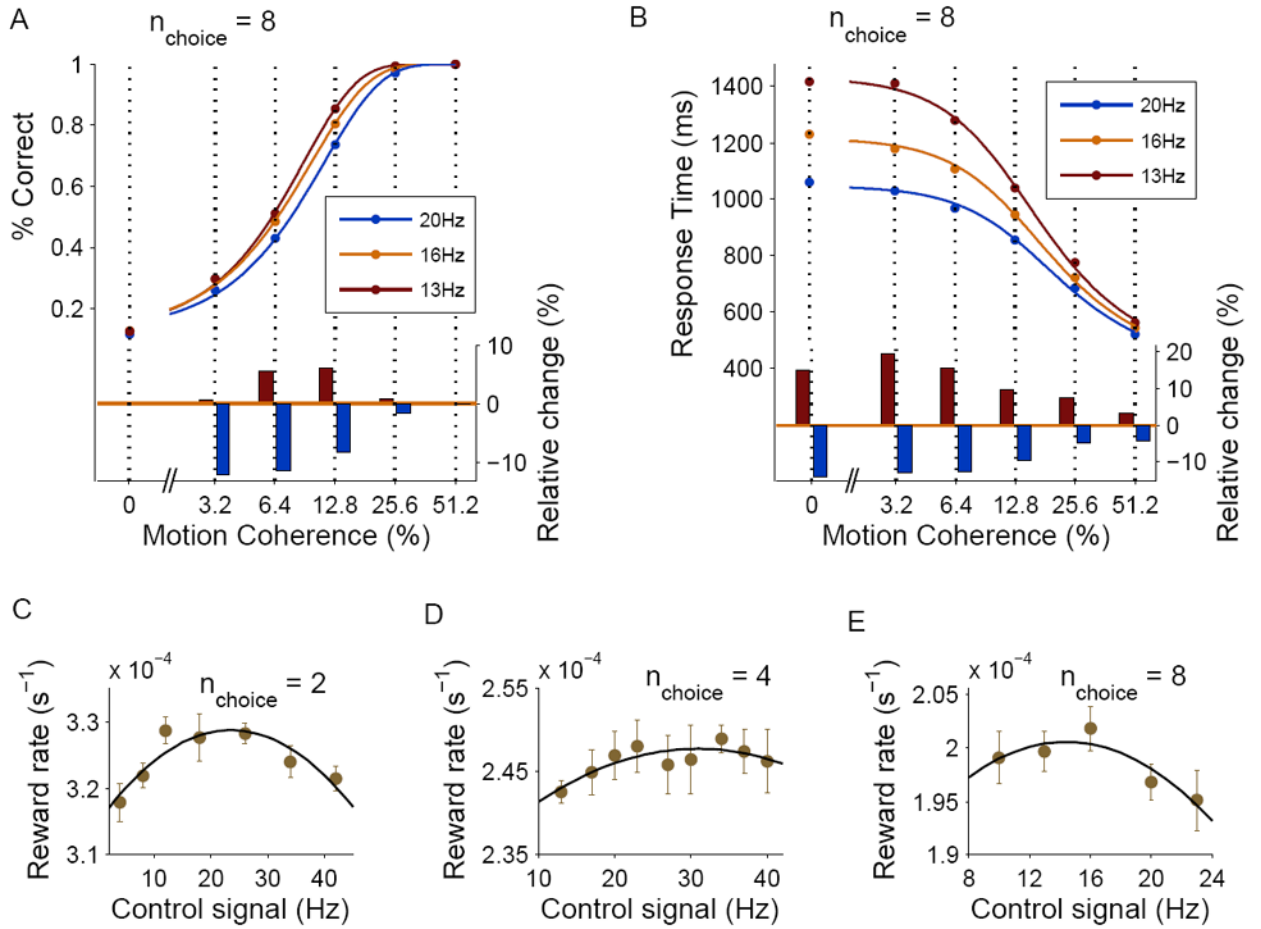 A
n_choice = 8
% Correct
1
0.8
0.6
0.4
0.2
20Hz
16Hz
13Hz
10
0
−10
Relative change (%)
0 // 3.2 6.4 12.8 25.6 51.2
Motion Coherence (%)
B
n_choice = 8
Response Time (ms)
1400
1200
1000
800
600
400
20Hz
16Hz
13Hz
20
10
0
−10
Relative change (%)
0 // 3.2 6.4 12.8 25.6 51.2
Motion Coherence (%)
C
x 10⁻⁴
n_choice = 2
Reward rate (s⁻¹)
3.3
3.2
3.1
10 20 30 40
Control signal (Hz)
D
x 10⁻⁴
n_choice = 4
Reward rate (s⁻¹)
2.55
2.45
2.35
10 20 30 40
Control signal (Hz)
E
x 10⁻⁴
n_choice = 8
Reward rate (s⁻¹)
2.05
2
1.95
1.9
8 12 16 20 24
Control signal (Hz)